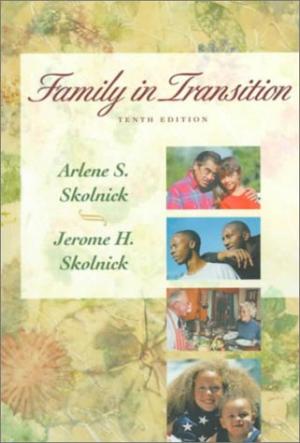 Family in Transition
TENTH EDITION
Arlene S.
Skolnick
Jerome H.
Skolnick